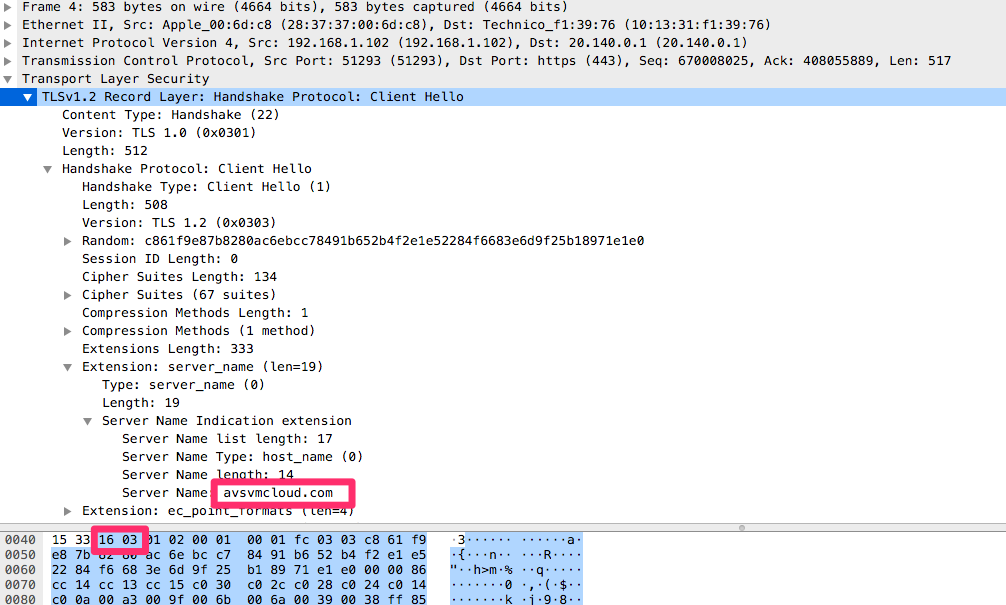 Frame 4: 583 bytes on wire (4664 bits), 583 bytes captured (4664 bits)
Ethernet II, Src: Apple_00:6d:c8 (28:37:37:00:6d:c8), Dst: Technico_f1:39:76 (10:13:31:f1:39:76)
Internet Protocol Version 4, Src: 192.168.1.102 (192.168.1.102), Dst: 20.140.0.1 (20.140.0.1)
Transmission Control Protocol, Src Port: 51293 (51293), Dst Port: https (443), Seq: 670008025, Ack: 408055889, Len: 517
Transport Layer Security
TLSv1.2 Record Layer: Handshake Protocol: Client Hello
Content Type: Handshake (22)
Version: TLS 1.0 (0x0301)
Length: 512
Handshake Protocol: Client Hello
Handshake Type: Client Hello (1)
Length: 508
Version: TLS 1.2 (0x0303)
Random: c861f9e87b8280ac6ebcc78491b652b4f2e1e52284f6683e6d9f25b18971e1e0
Session ID Length: 0
Cipher Suites Length: 134
Cipher Suites (67 suites)
Compression Methods Length: 1
Compression Methods (1 method)
Extensions Length: 333
Extension: server_name (len=19)
Type: server_name (0)
Length: 19
Server Name Indication extension
Server Name list length: 17
Server Name Type: host_name (0)
Server Name length: 14
Server Name: avsvmcloud.com
Extension: ec_point_formats (len=4)
0040 15 33 16 03 01 02 00 01 00 01 fc 03 03 c8 61 f9 ·3············a·
0050 e8 7b 82 80 ac 6e bc c7 84 91 b6 52 b4 f2 e1 e5 ·{···n·····R····
0060 22 84 f6 68 3e 6d 9f 25 b1 89 71 e1 e0 00 00 86 "··h>m·%··q·····
0070 cc 14 cc 13 cc 15 c0 30 c0 2c c0 28 c0 24 c0 14 ·······0·,·(·$··
0080 c0 0a 00 a3 00 9f 00 6b 00 6a 00 39 00 38 ff 85 ·······k·j·9·8··